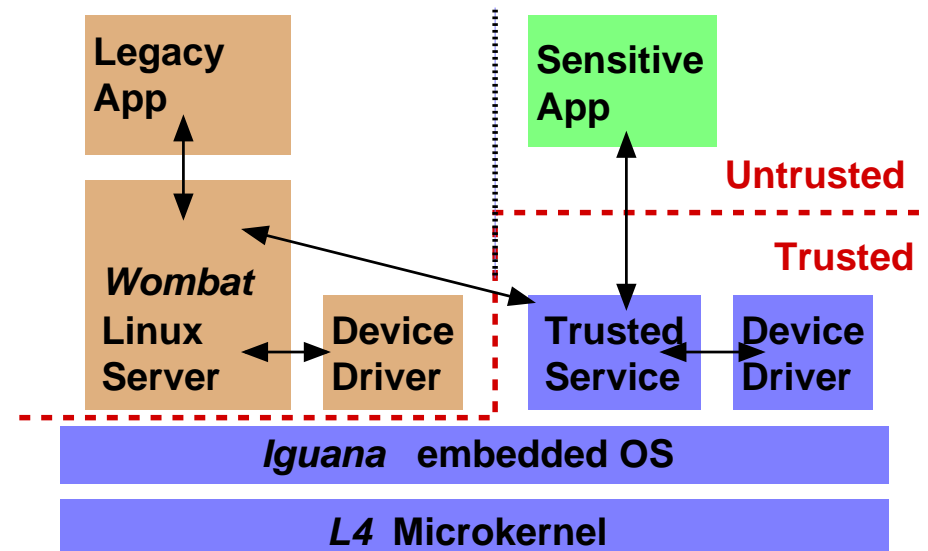 Legacy
App
Sensitive
App
Untrusted
Trusted
Wombat
Linux
Server
Device
Driver
Trusted
Service
Device
Driver
Iguana embedded OS
L4 Microkernel